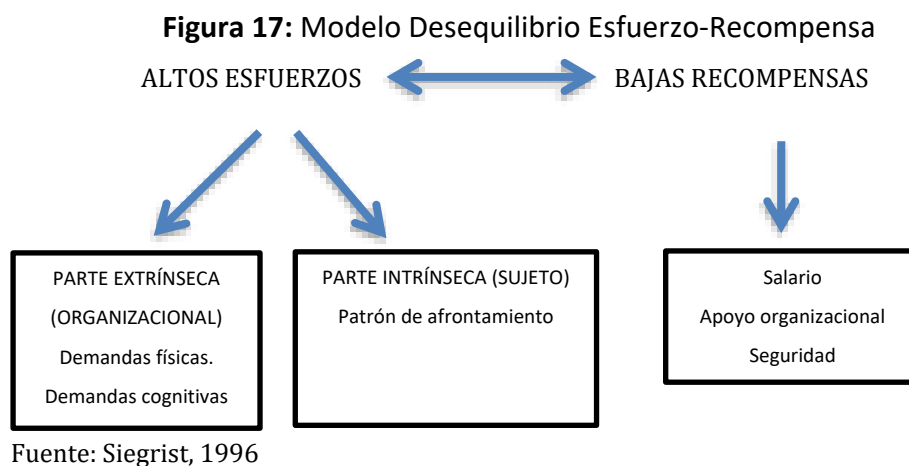 Figura 17: Modelo Desequilibrio Esfuerzo-Recompensa
ALTOS ESFUERZOS
BAJAS RECOMPENSAS
PARTE EXTRÍNSECA
(ORGANIZACIONAL)
Demandas físicas.
Demandas cognitivas
PARTE INTRÍNSECA (SUJETO)
Patrón de afrontamiento
Salario
Apoyo organizacional
Seguridad
Fuente: Siegrist, 1996